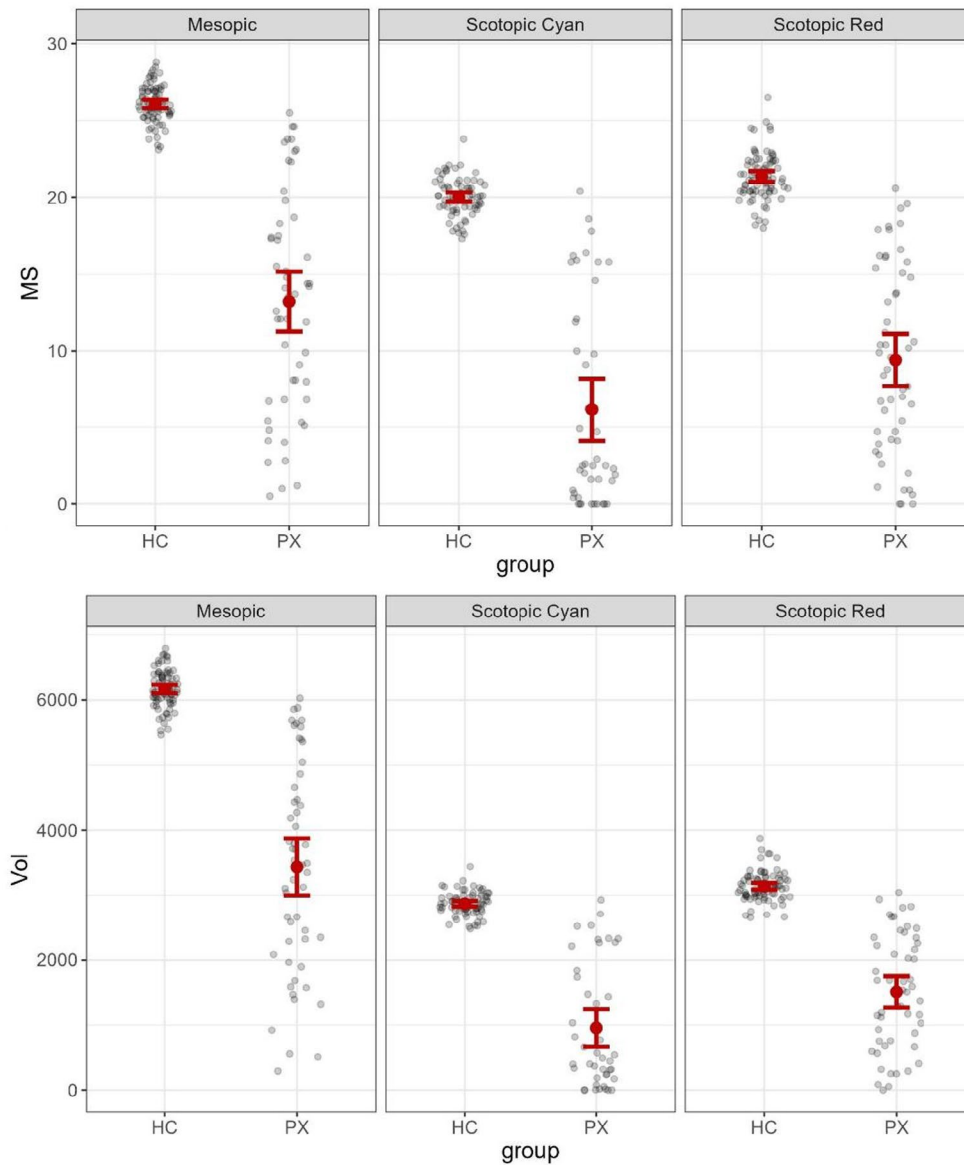 Mesopic Scotopic Cyan Scotopic Red
30
20
MS
10
0
HC PX HC PX HC PX
group
Mesopic Scotopic Cyan Scotopic Red
6000
4000
Vol
2000
0
HC PX HC PX HC PX
group